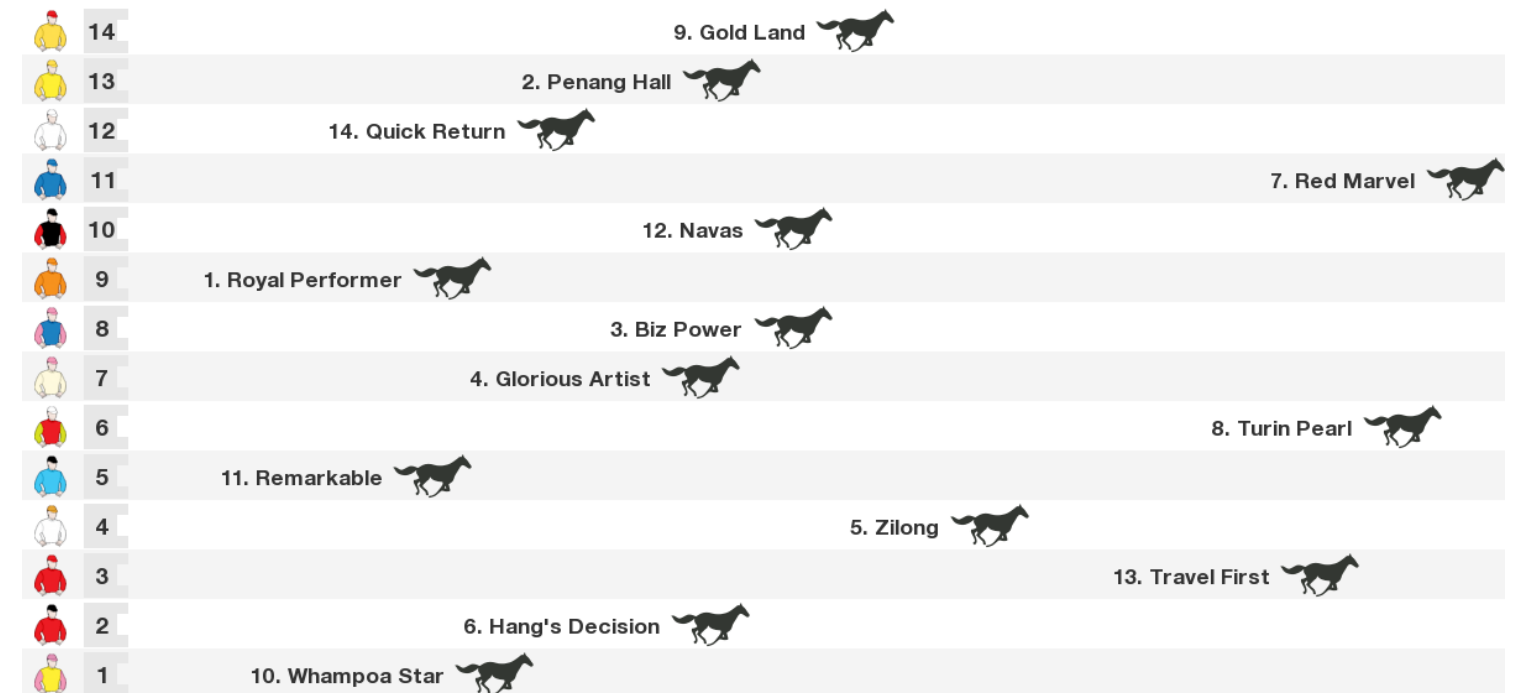 14 9. Gold Land
13 2. Penang Hall
12 14. Quick Return
11 7. Red Marvel
10 12. Navas
9 1. Royal Performer
8 3. Biz Power
7 4. Glorious Artist
6 8. Turin Pearl
5 11. Remarkable
4 5. Zilong
3 13. Travel First
2 6. Hang's Decision
1 10. Whampoa Star